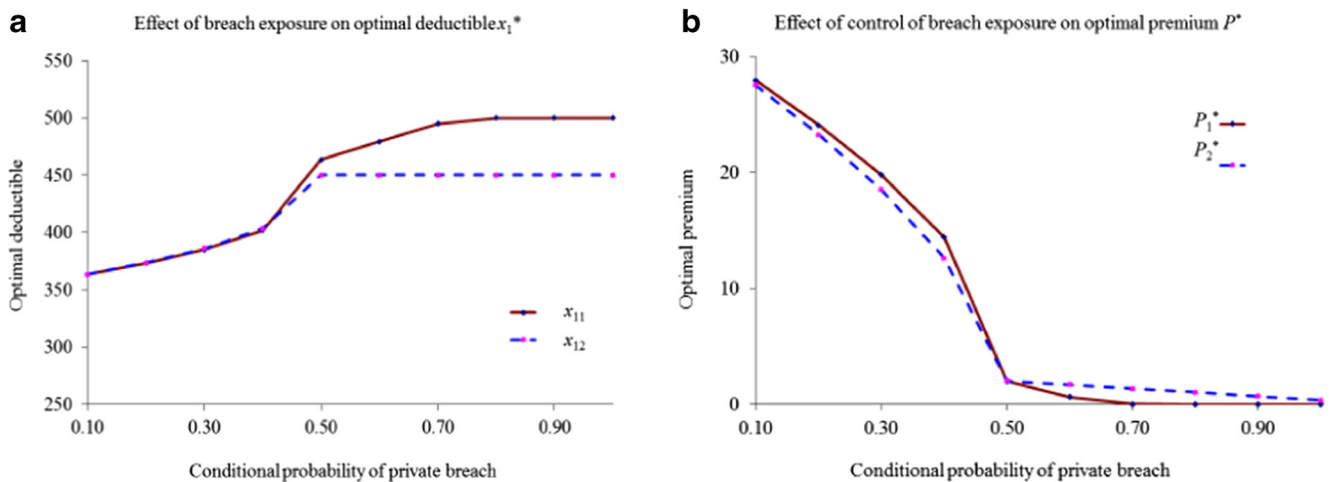 a
Effect of breach exposure on optimal deductible x₁*
550
500
450
400
350
300
250
Optimal deductible
x₁₁
x₁₂
0.10 0.30 0.50 0.70 0.90
Conditional probability of private breach
b
Effect of control of breach exposure on optimal premium P*
30
20
10
0
Optimal premium
P₁*
P₂*
0.10 0.30 0.50 0.70 0.90
Conditional probability of private breach